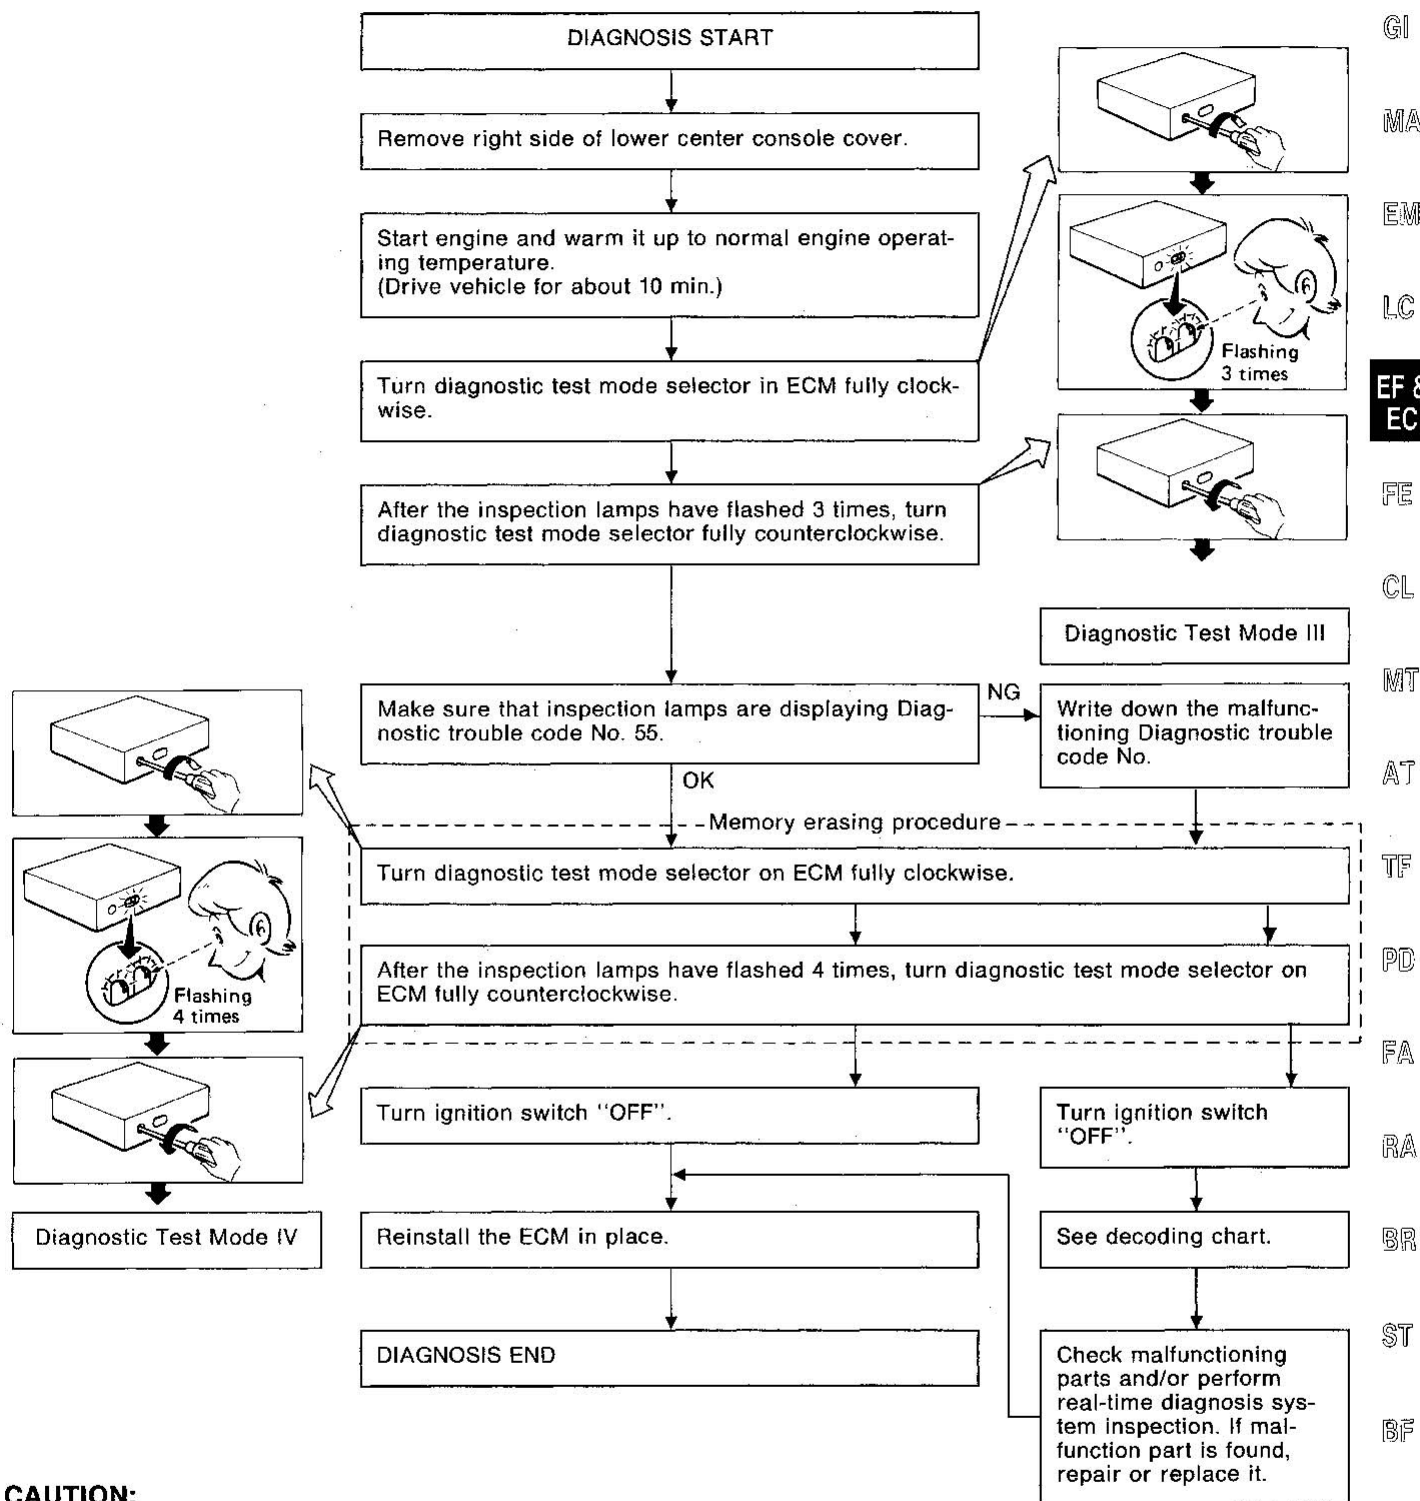 DIAGNOSIS START
Remove right side of lower center console cover.
Start engine and warm it up to normal engine operat-
ing temperature.
(Drive vehicle for about 10 min.)
Turn diagnostic test mode selector in ECM fully clock-
wise.
After the inspection lamps have flashed 3 times, turn
diagnostic test mode selector fully counterclockwise.
Flashing
3 times
Diagnostic Test Mode III
Make sure that inspection lamps are displaying Diag-
nostic trouble code No. 55.
NG
Write down the malfunc-
tioning Diagnostic trouble
code No.
OK
Memory erasing procedure
Turn diagnostic test mode selector on ECM fully clockwise.
After the inspection lamps have flashed 4 times, turn diagnostic test mode selector on
ECM fully counterclockwise.
Flashing
4 times
Diagnostic Test Mode IV
Turn ignition switch "OFF".
Turn ignition switch
"OFF".
Reinstall the ECM in place.
See decoding chart.
DIAGNOSIS END
Check malfunctioning
parts and/or perform
real-time diagnosis sys-
tem inspection. If mal-
function part is found,
repair or replace it.
CAUTION:
GI
MA
EM
LC
EF &
EC
FE
CL
MT
AT
TF
PD
FA
RA
BR
ST
BF